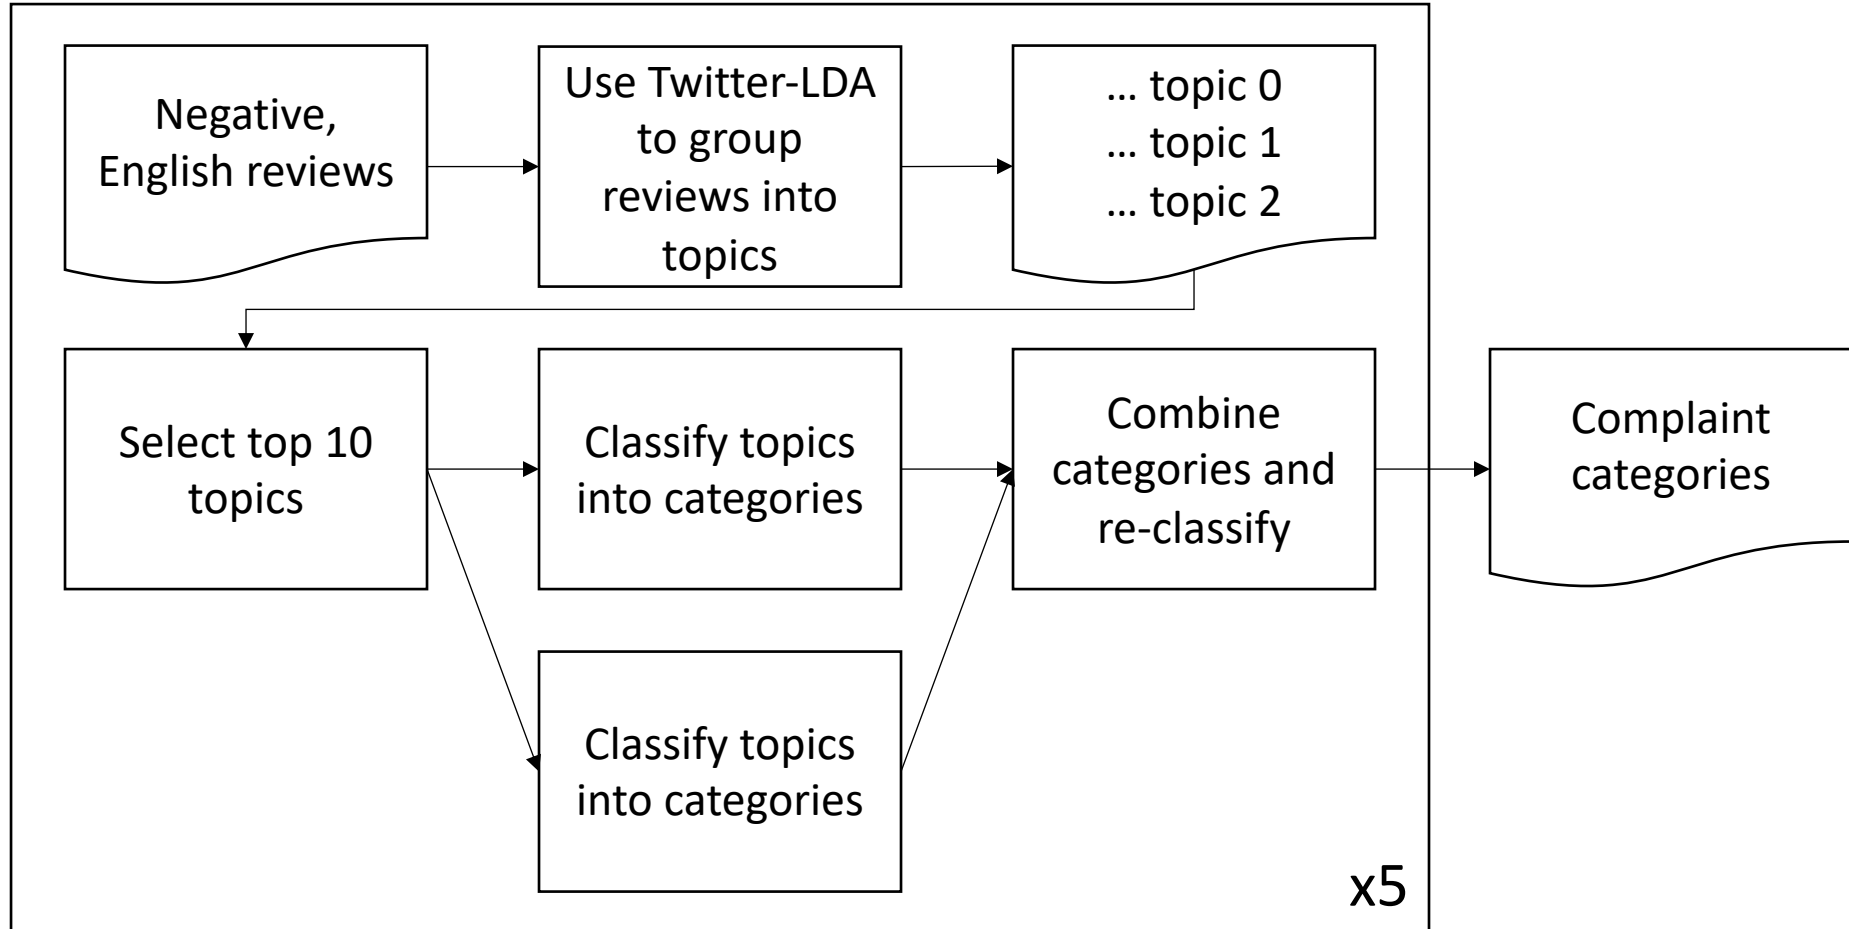 Negative,
English reviews
Use Twitter-LDA
to group
reviews into
topics
... topic 0
... topic 1
... topic 2
Select top 10
topics
Classify topics
into categories
Combine
categories and
re-classify
Complaint
categories
Classify topics
into categories
x5